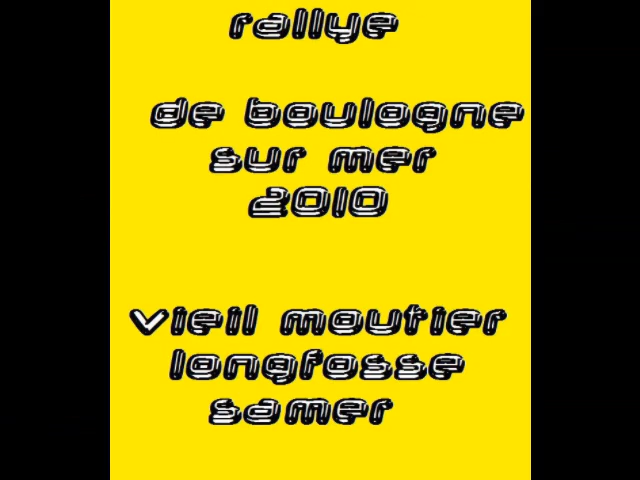 rallye
de boulogne
sur mer
2010
vieil moutier
longfosse
samer